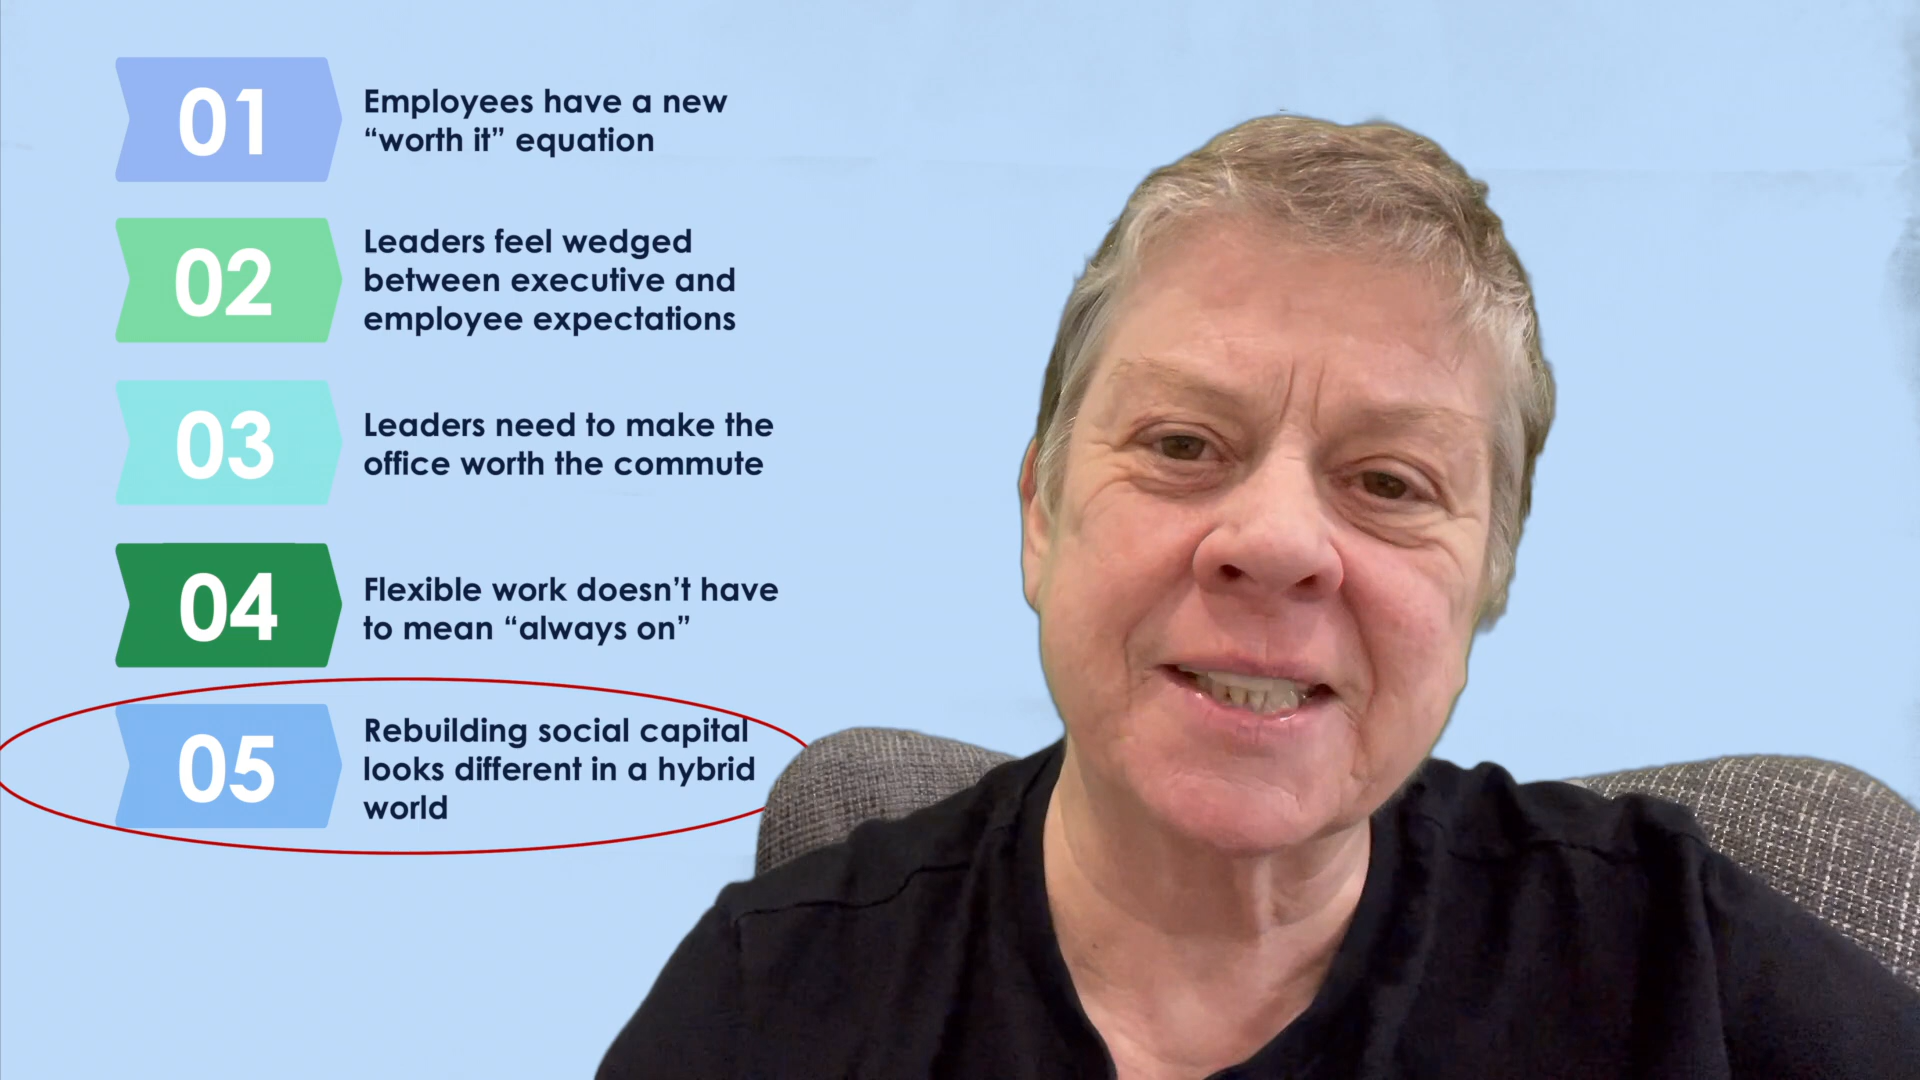 01
Employees have a new
“worth it” equation
02
Leaders feel wedged
between executive and
employee expectations
03
Leaders need to make the
office worth the commute
04
Flexible work doesn’t have
to mean “always on”
05
Rebuilding social capital
looks different in a hybrid
world